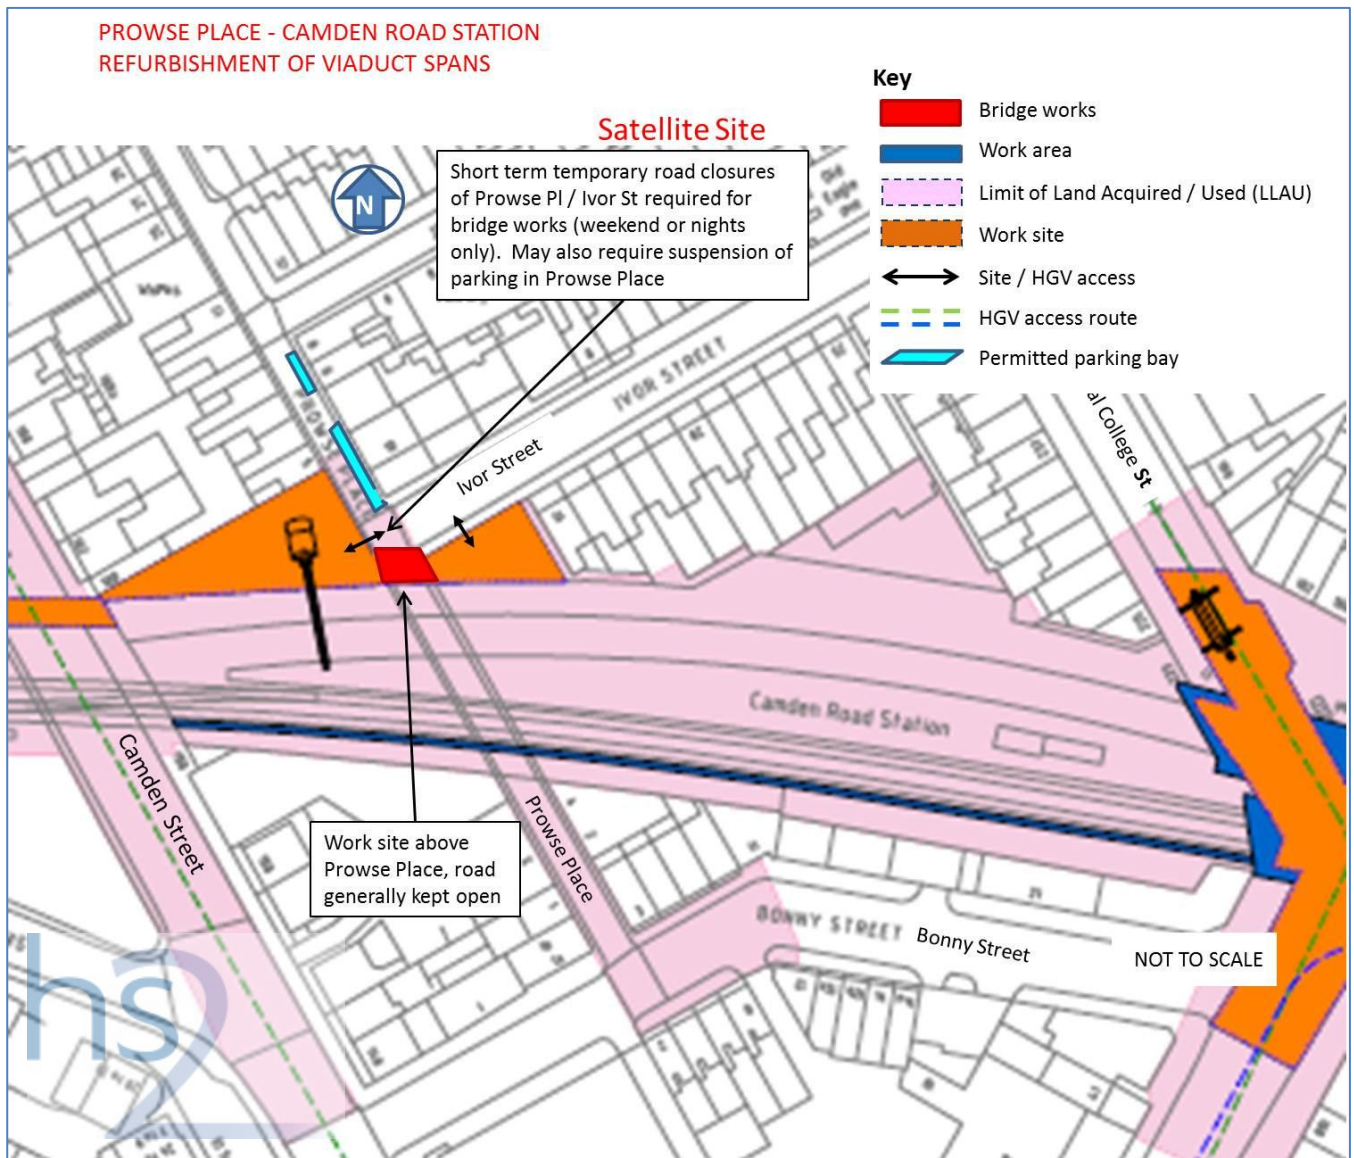 PROWSE PLACE - CAMDEN ROAD STATION
REFURBISHMENT OF VIADUCT SPANS
Key
Bridge works
Work area
Limit of Land Acquired / Used (LLAU)
Work site
Site / HGV access
HGV access route
Permitted parking bay
Satellite Site
Short term temporary road closures
of Prowse Pl / Ivor St required for
bridge works (weekend or nights
only).  May also require suspension of
parking in Prowse Place
N
IVOR STREET
Ivor Street
al College St
Camden Road Station
Camden Street
Prowse Place
Work site above
Prowse Place, road
generally kept open
BONNY STREET
Bonny Street
NOT TO SCALE
hs2